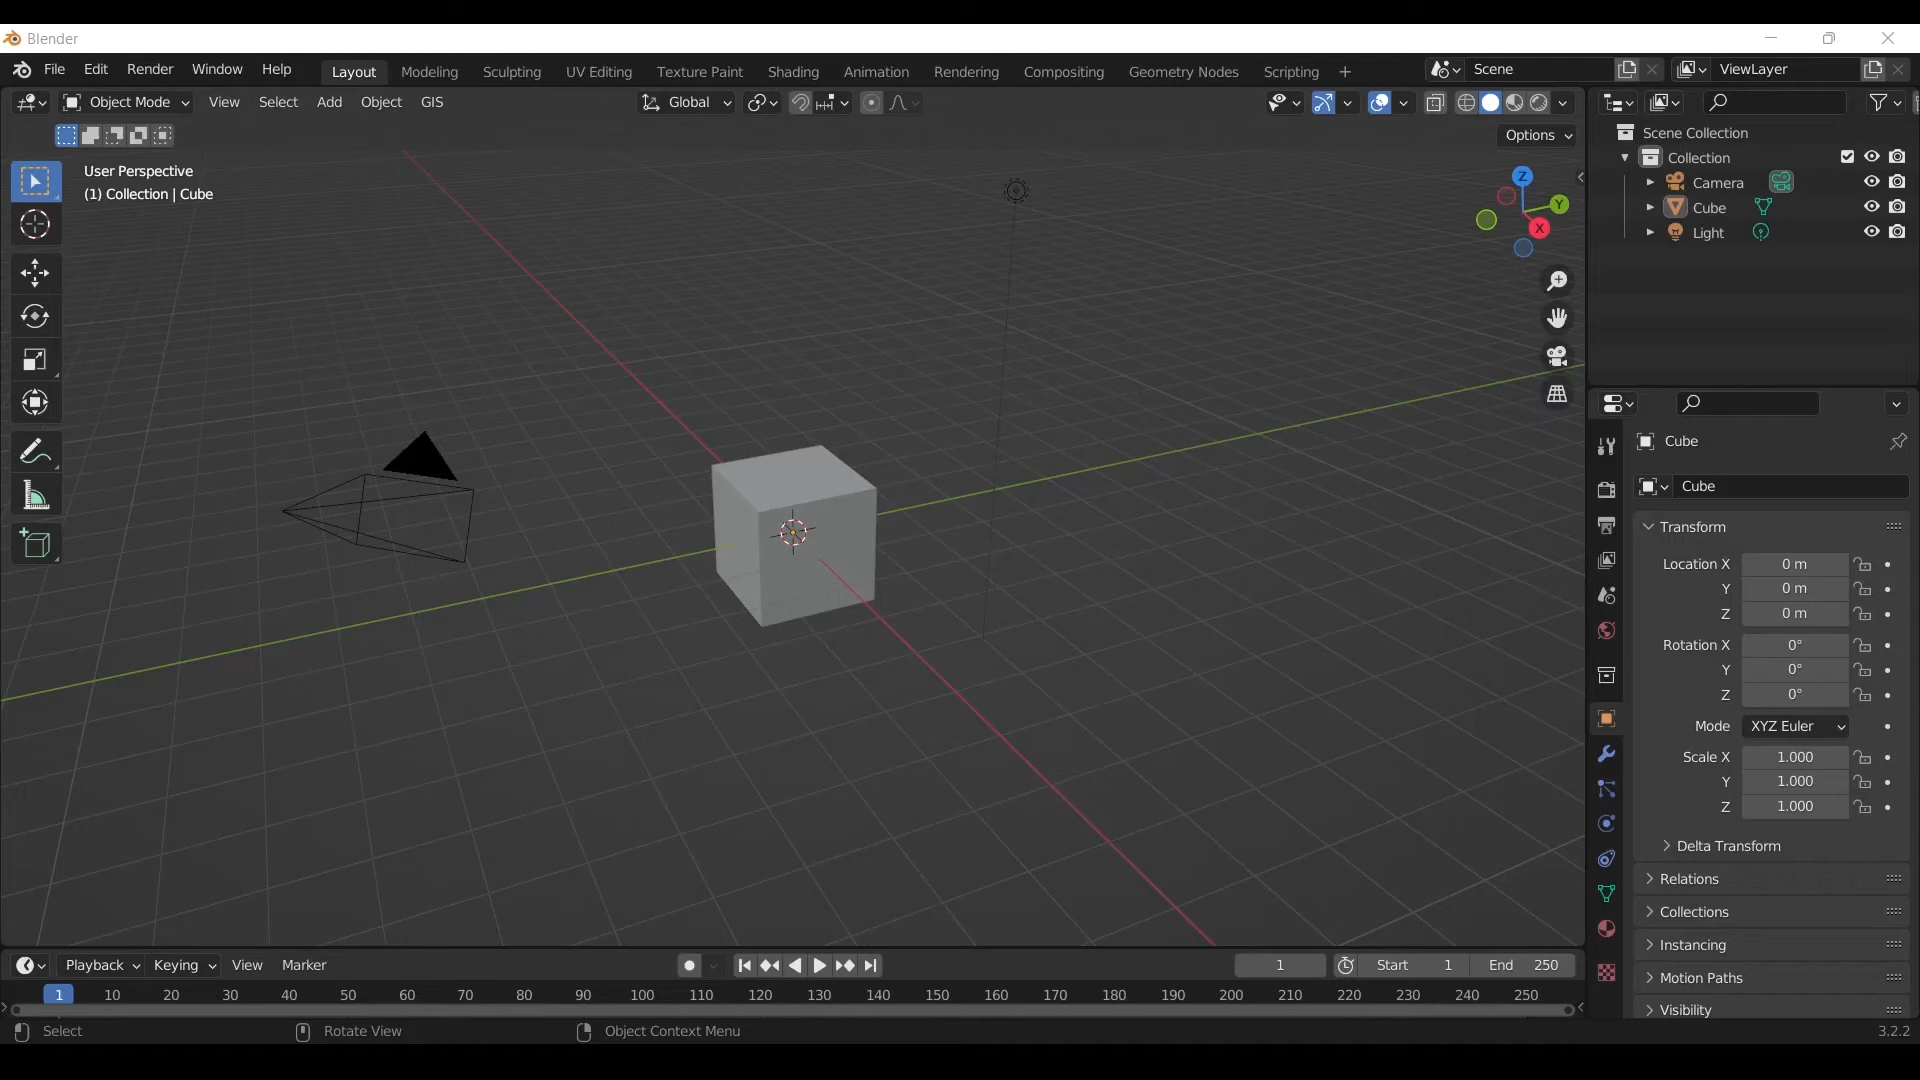 Blender
File Edit Render Window Help Layout Modeling Sculpting UV Editing Texture Paint Shading Animation Rendering Compositing Geometry Nodes Scripting + Scene ViewLayer
Object Mode View Select Add Object GIS Global
Options
User Perspective
(1) Collection | Cube
Z
Y
X
Scene Collection
Collection
Camera
Cube
Light
Cube
Cube
Transform
Location X 0 m
Y 0 m
Z 0 m
Rotation X 0°
Y 0°
Z 0°
Mode XYZ Euler
Scale X 1.000
Y 1.000
Z 1.000
Delta Transform
Relations
Collections
Instancing
Motion Paths
Visibility
Playback Keying View Marker 1 Start 1 End 250
1 10 20 30 40 50 60 70 80 90 100 110 120 130 140 150 160 170 180 190 200 210 220 230 240 250
Select Rotate View Object Context Menu 3.2.2